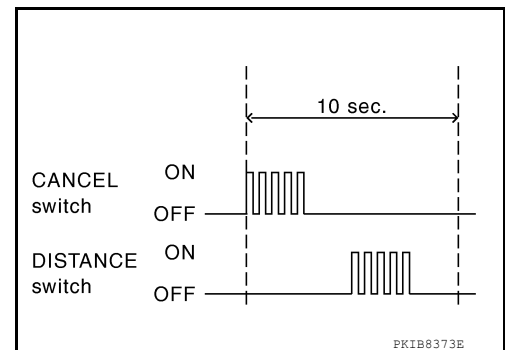 10 sec.
CANCEL switch
ON
OFF
DISTANCE switch
ON
OFF
PKIB8373E